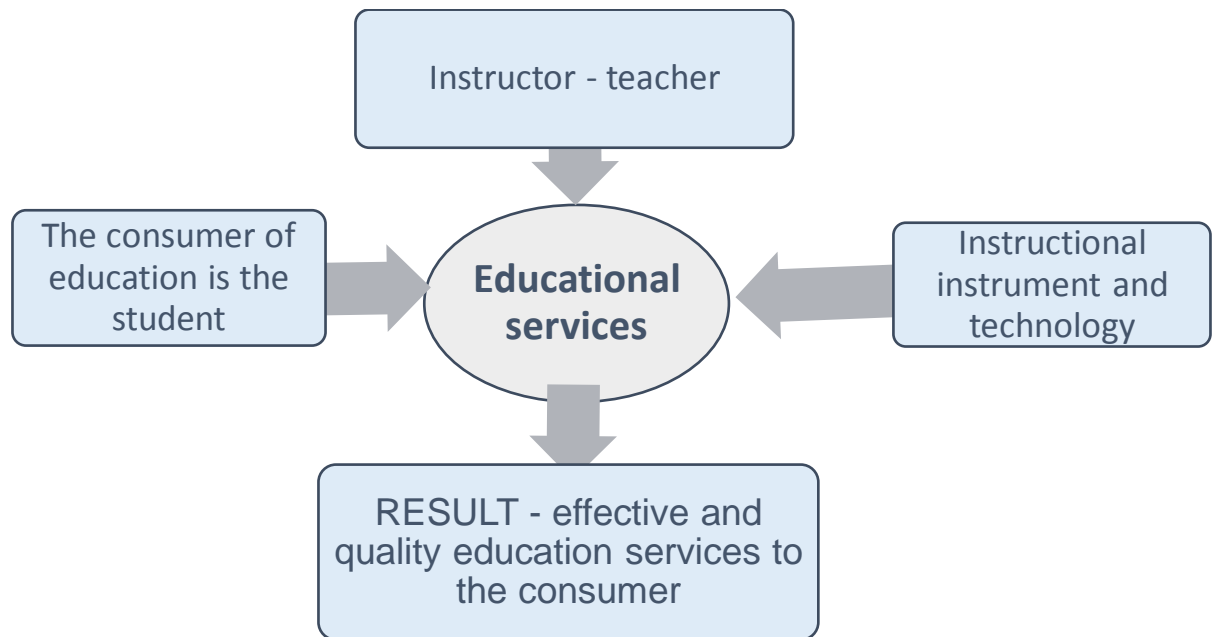 Instructor - teacher
The consumer of
education is the
student
Educational
services
Instructional
instrument and
technology
RESULT - effective and
quality education services to
the consumer